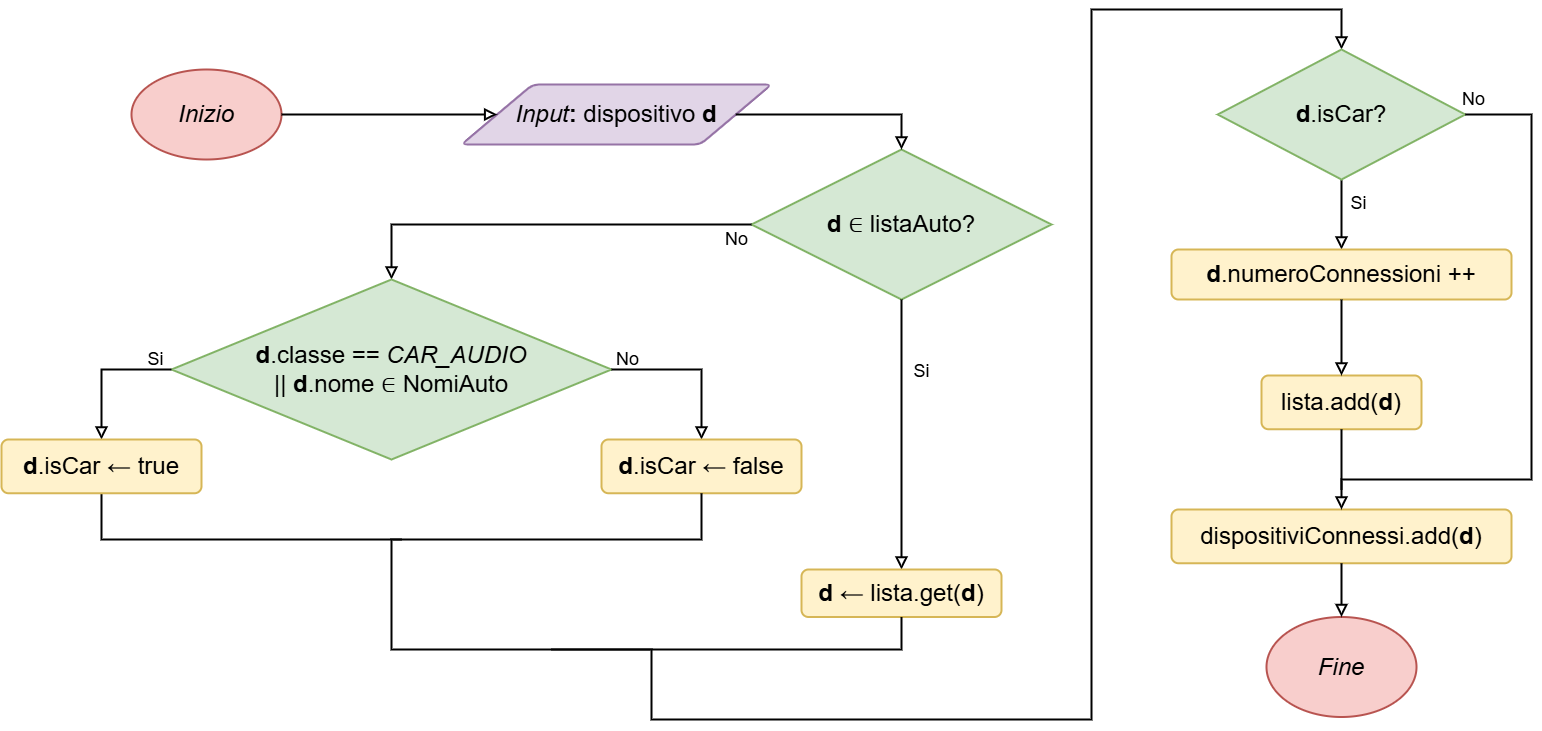 Inizio
Input: dispositivo d
d ∈ listaAuto?
No
Si
d.classe == CAR_AUDIO
|| d.nome ∈ NomiAuto
Si
No
d.isCar ← true
d.isCar ← false
d ← lista.get(d)
d.isCar?
No
Si
d.numeroConnessioni ++
lista.add(d)
dispositiviConnessi.add(d)
Fine